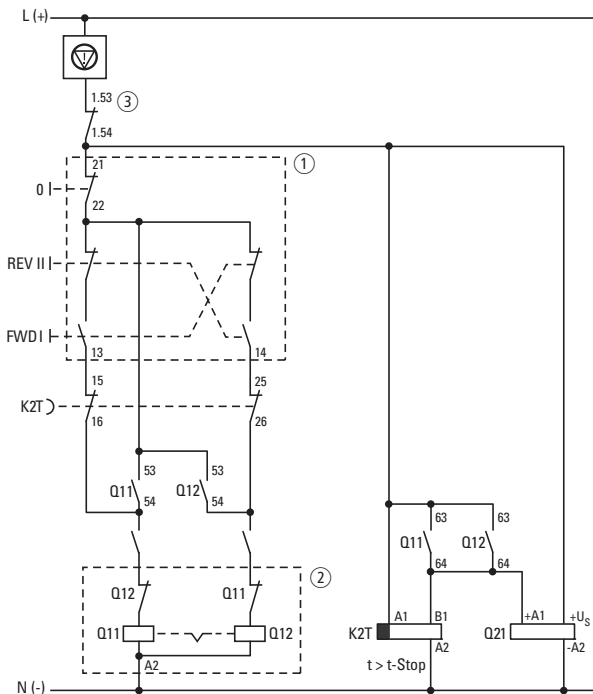 L (+)
!
1.53
3
1.54
21
1
0
22
REV II
FWD I
13
14
15
25
K2T
16
26
53
53
Q11
Q12
54
54
63
63
Q11
Q12
64
64
2
Q12
Q11
A1
B1
+A1
+US
Q11
Q12
K2T
Q21
A2
A2
-A2
t > t-Stop
N (-)